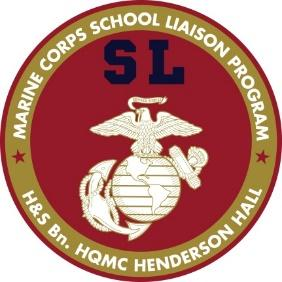 MARINE CORPS SCHOOL LIAISON PROGRAM
SL
H&S Bn. HQMC HENDERSON HALL